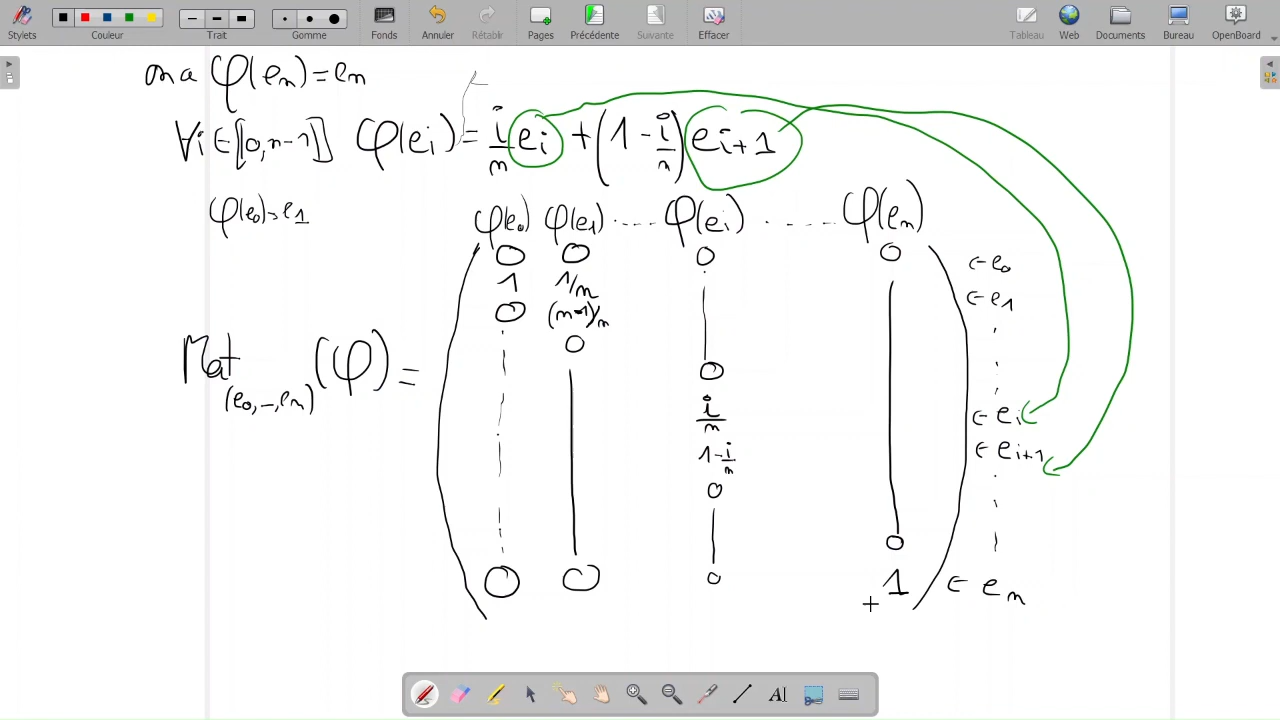 Stylets Couleur Trait Gomme Fonds Annuler Rétablir Pages Précédente Suivante Effacer Tableau Web Documents Bureau OpenBoard
on a φ(en) = en
∀i ∈ [[0, n-1]] φ(ei) = i/n ei + (1 - i/n) ei+1
φ(e0) = e1
φ(e0) φ(e1) ..... φ(ei) ..... φ(en)
0 0 0 0 ← e0
1 1/n ← e1
0 (n-1)/n
0
Mat(e0,-,en) (φ) =
0
i/n ← ei
1 - i/n ← ei+1
0
0
0 0 0 1 ← en
AI